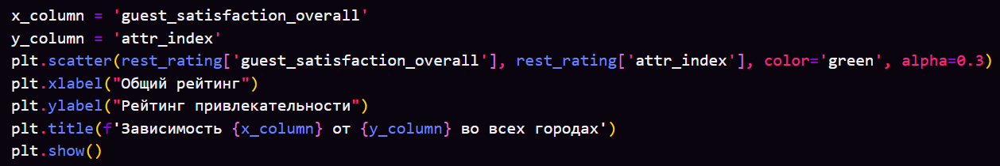 x_column = 'guest_satisfaction_overall'
y_column = 'attr_index'
plt.scatter(rest_rating['guest_satisfaction_overall'], rest_rating['attr_index'], color='green', alpha=0.3)
plt.xlabel("Общий рейтинг")
plt.ylabel("Рейтинг привлекательности")
plt.title(f'Зависимость {x_column} от {y_column} во всех городах')
plt.show()